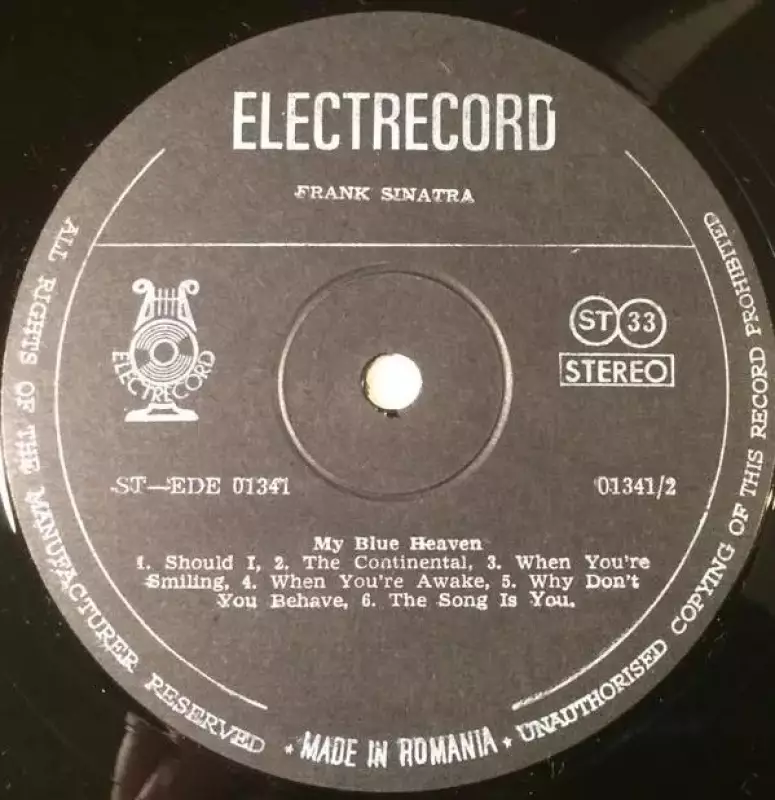 ELECTRECORD
FRANK SINATRA
ELECTRECORD
ST 33
STEREO
ST—EDE 01341
01341/2
My Blue Heaven
1. Should I, 2. The Continental, 3. When You're
Smiling, 4. When You're Awake, 5. Why Don't
You Behave, 6. The Song Is You.
ALL RIGHTS OF THE MANUFACTURER RESERVED ★ MADE IN ROMANIA ★ UNAUTHORISED COPYING OF THIS RECORD PROHIBITED